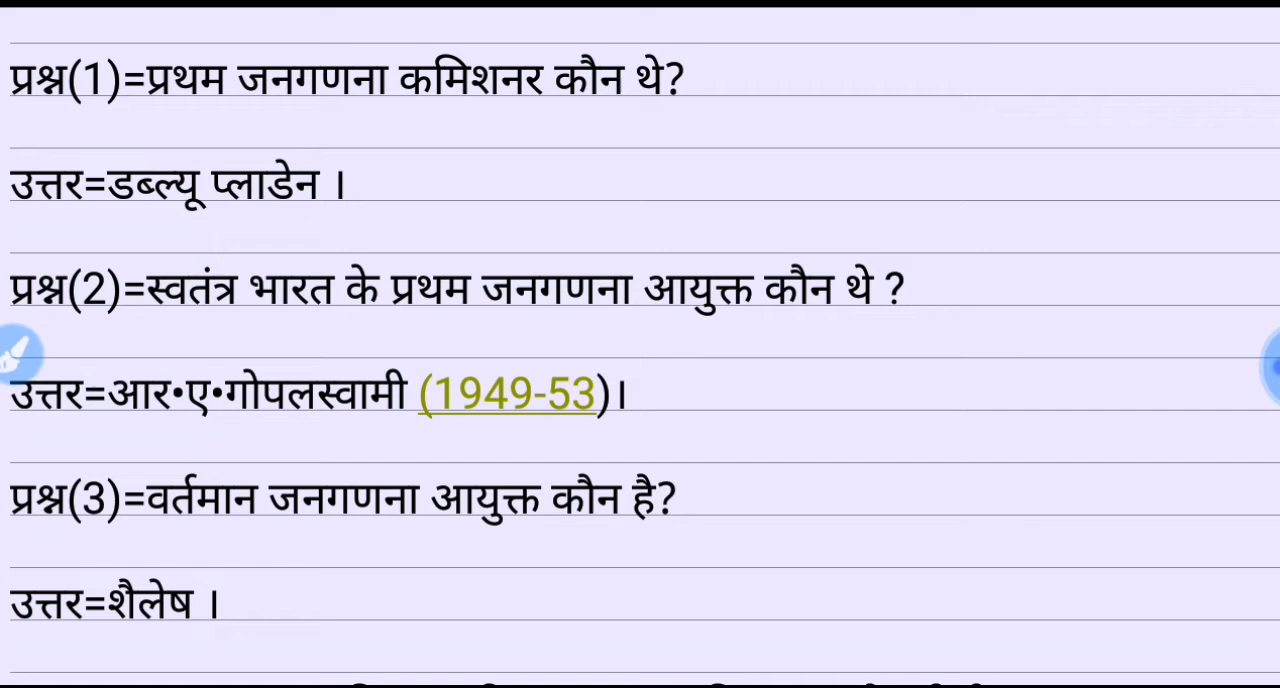 प्रश्न(1)=प्रथम जनगणना कमिशनर कौन थे?
उत्तर=डब्ल्यू प्लाडेन ।
प्रश्न(2)=स्वतंत्र भारत के प्रथम जनगणना आयुक्त कौन थे ?
उत्तर=आर•ए•गोपलस्वामी (1949-53)।
प्रश्न(3)=वर्तमान जनगणना आयुक्त कौन है?
उत्तर=शैलेष ।